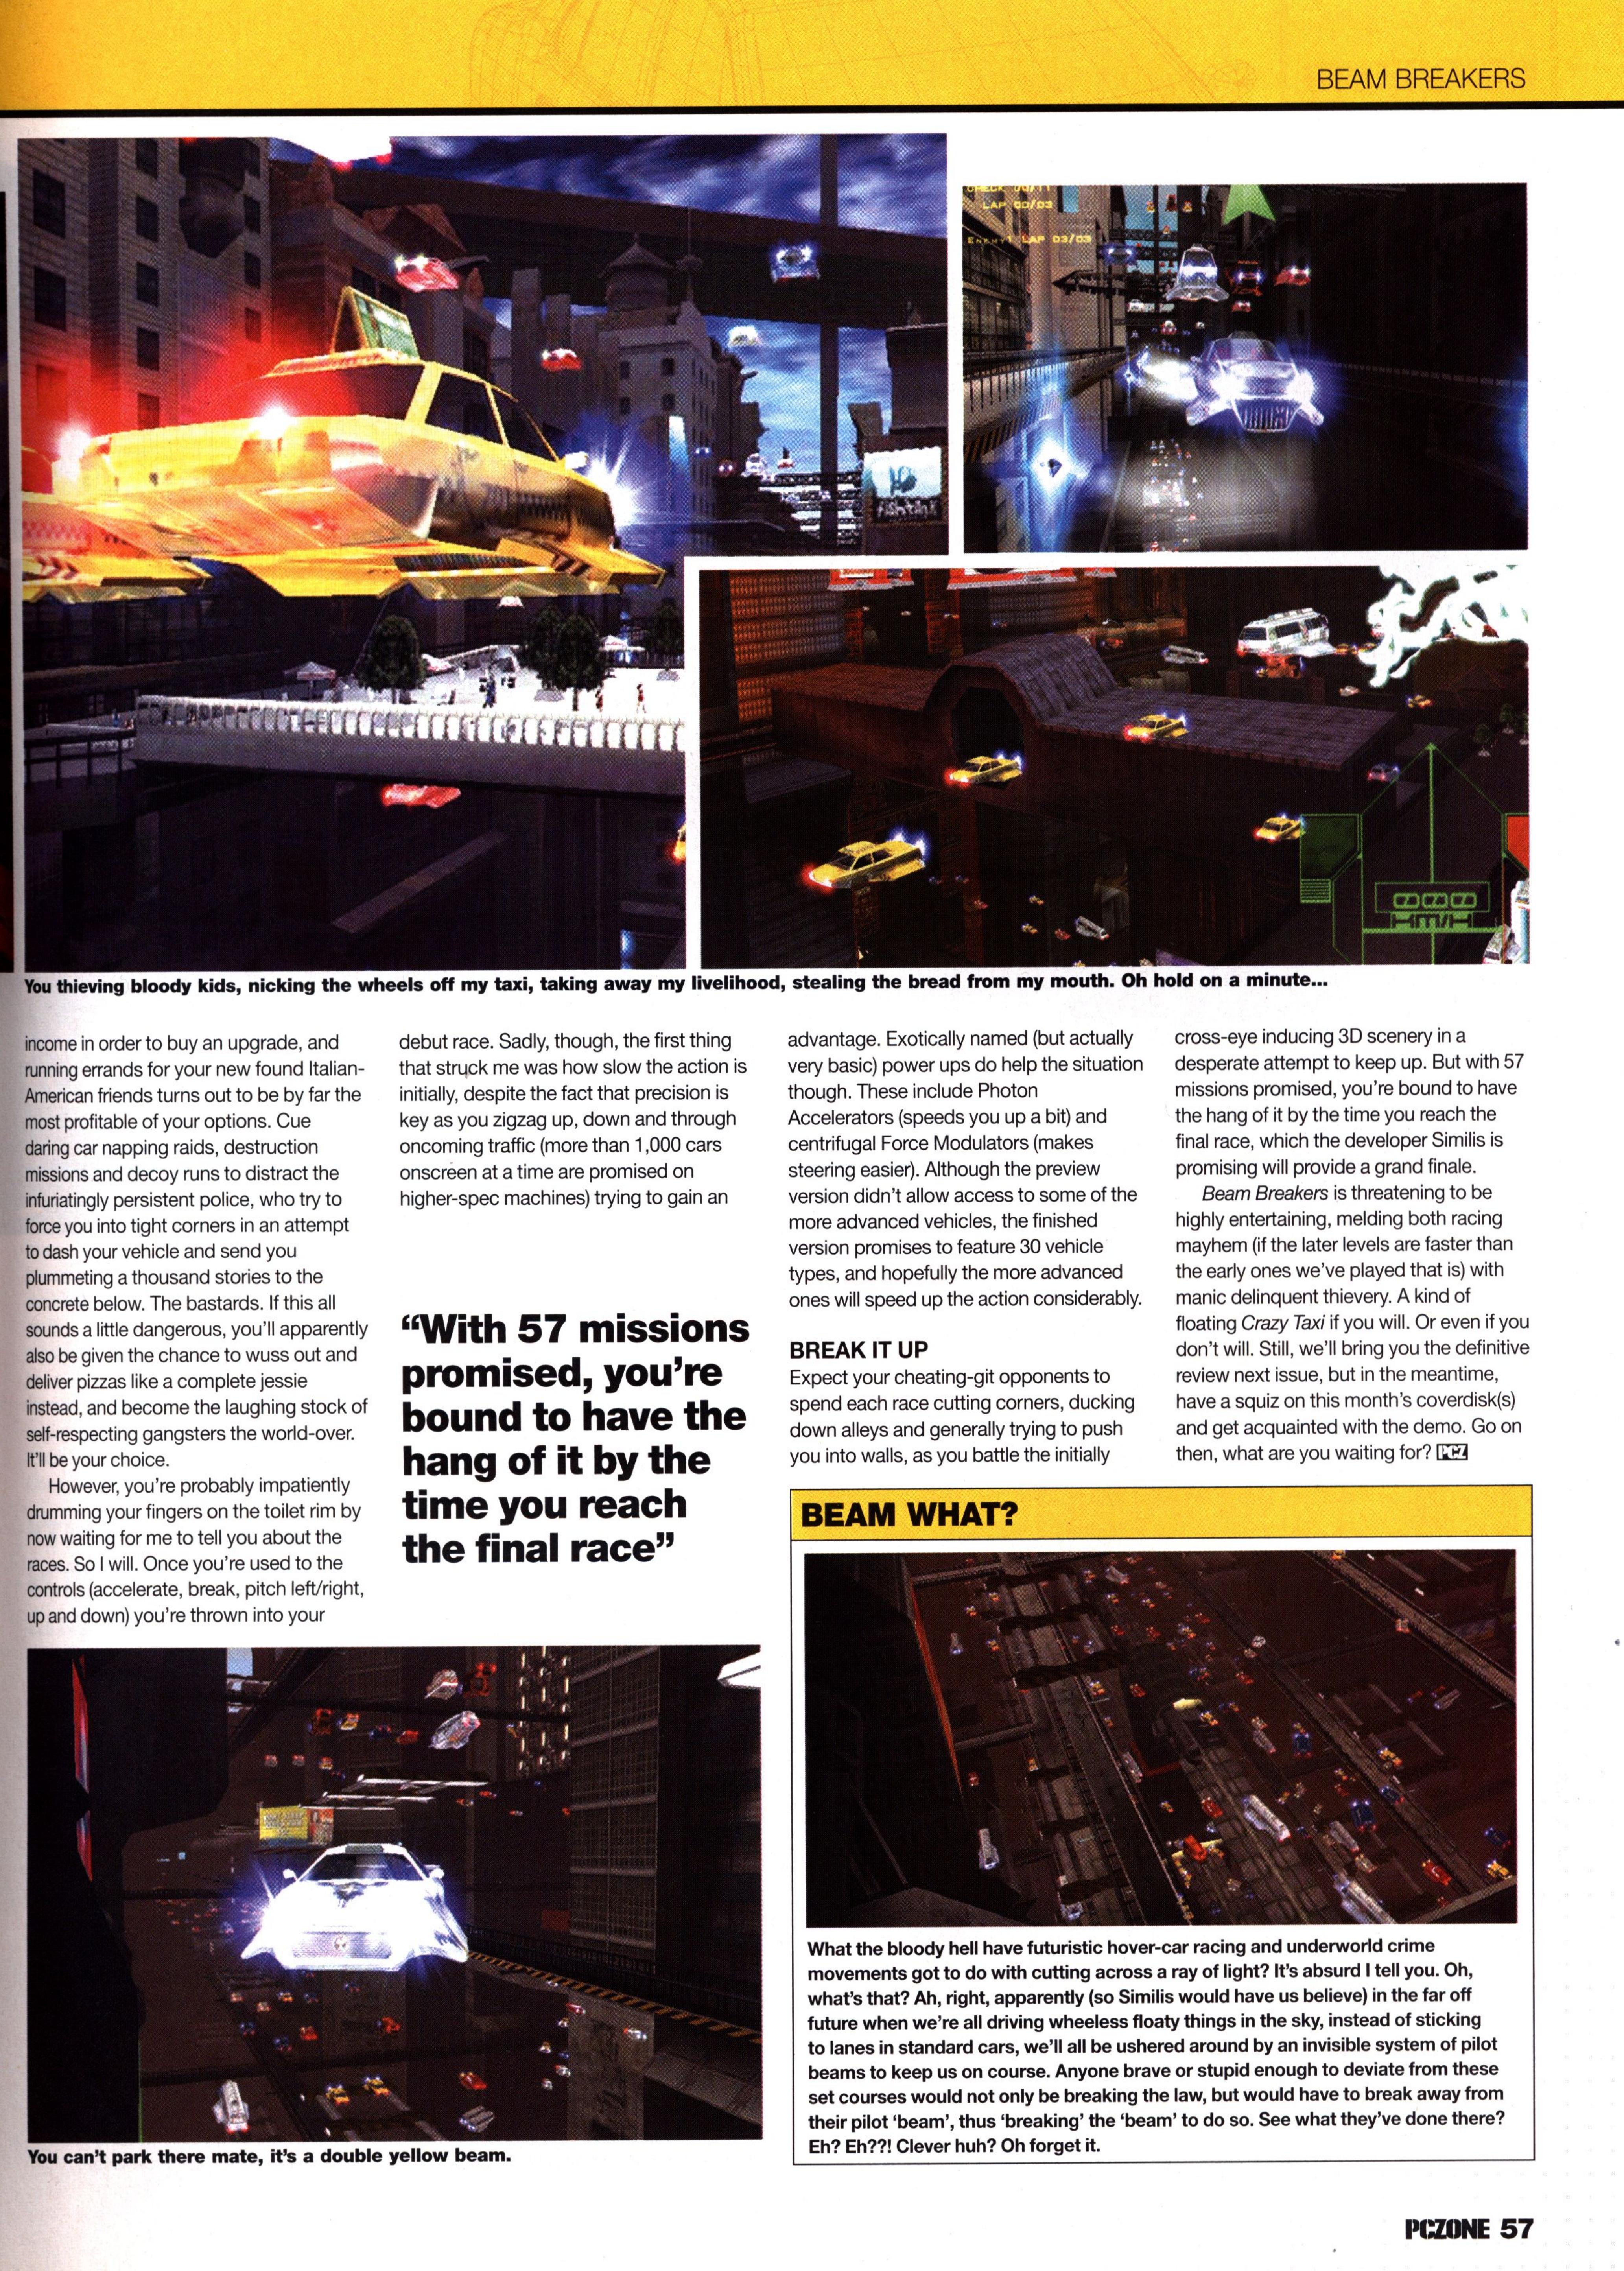 BEAM BREAKERS
CHECK 00/11
LAP 00/03
ENEMY1 LAP 03/03
fishtank
KM/H
You thieving bloody kids, nicking the wheels off my taxi, taking away my livelihood, stealing the bread from my mouth. Oh hold on a minute...
income in order to buy an upgrade, and
running errands for your new found Italian-
American friends turns out to be by far the
most profitable of your options. Cue
daring car napping raids, destruction
missions and decoy runs to distract the
infuriatingly persistent police, who try to
force you into tight corners in an attempt
to dash your vehicle and send you
plummeting a thousand stories to the
concrete below. The bastards. If this all
sounds a little dangerous, you'll apparently
also be given the chance to wuss out and
deliver pizzas like a complete jessie
instead, and become the laughing stock of
self-respecting gangsters the world-over.
It'll be your choice.
However, you're probably impatiently
drumming your fingers on the toilet rim by
now waiting for me to tell you about the
races. So I will. Once you're used to the
controls (accelerate, break, pitch left/right,
up and down) you're thrown into your
debut race. Sadly, though, the first thing
that struck me was how slow the action is
initially, despite the fact that precision is
key as you zigzag up, down and through
oncoming traffic (more than 1,000 cars
onscreen at a time are promised on
higher-spec machines) trying to gain an
"With 57 missions
promised, you're
bound to have the
hang of it by the
time you reach
the final race"
advantage. Exotically named (but actually
very basic) power ups do help the situation
though. These include Photon
Accelerators (speeds you up a bit) and
centrifugal Force Modulators (makes
steering easier). Although the preview
version didn't allow access to some of the
more advanced vehicles, the finished
version promises to feature 30 vehicle
types, and hopefully the more advanced
ones will speed up the action considerably.
BREAK IT UP
Expect your cheating-git opponents to
spend each race cutting corners, ducking
down alleys and generally trying to push
you into walls, as you battle the initially
cross-eye inducing 3D scenery in a
desperate attempt to keep up. But with 57
missions promised, you're bound to have
the hang of it by the time you reach the
final race, which the developer Similis is
promising will provide a grand finale.
Beam Breakers is threatening to be
highly entertaining, melding both racing
mayhem (if the later levels are faster than
the early ones we've played that is) with
manic delinquent thievery. A kind of
floating Crazy Taxi if you will. Or even if you
don't will. Still, we'll bring you the definitive
review next issue, but in the meantime,
have a squiz on this month's coverdisk(s)
and get acquainted with the demo. Go on
then, what are you waiting for? PCZ
You can't park there mate, it's a double yellow beam.
BEAM WHAT?
What the bloody hell have futuristic hover-car racing and underworld crime
movements got to do with cutting across a ray of light? It's absurd I tell you. Oh,
what's that? Ah, right, apparently (so Similis would have us believe) in the far off
future when we're all driving wheeless floaty things in the sky, instead of sticking
to lanes in standard cars, we'll all be ushered around by an invisible system of pilot
beams to keep us on course. Anyone brave or stupid enough to deviate from these
set courses would not only be breaking the law, but would have to break away from
their pilot 'beam', thus 'breaking' the 'beam' to do so. See what they've done there?
Eh? Eh??! Clever huh? Oh forget it.
PCZONE 57